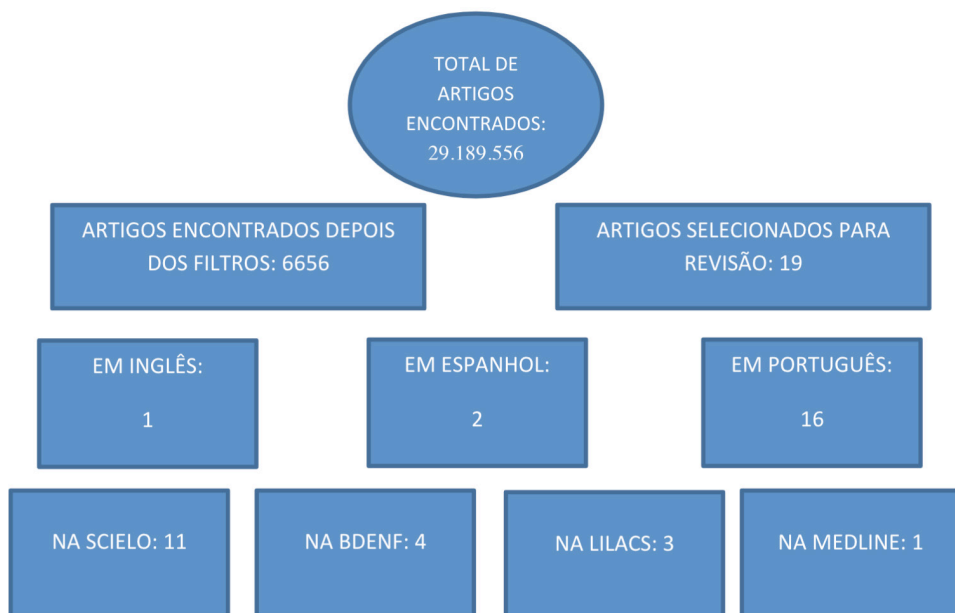 TOTAL DE
ARTIGOS
ENCONTRADOS:
29.189.556
ARTIGOS ENCONTRADOS DEPOIS
DOS FILTROS: 6656
ARTIGOS SELECIONADOS PARA
REVISÃO: 19
EM INGLÊS:
1
EM ESPANHOL:
2
EM PORTUGUÊS:
16
NA SCIELO: 11
NA BDENF: 4
NA LILACS: 3
NA MEDLINE: 1